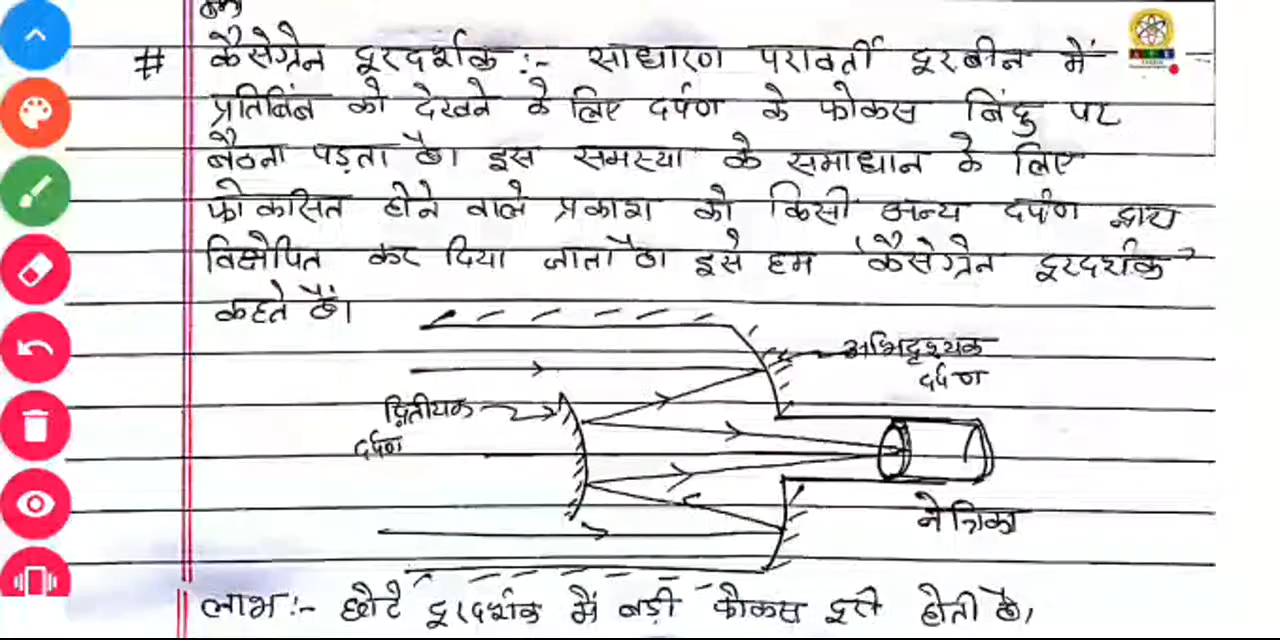 # कैसेग्रेन दूरदर्शक :- साधारण परावर्ती दूरबीन में
प्रतिबिंब को देखने के लिए दर्पण के फोकस बिंदु पर
बैठना पड़ता है। इस समस्या के समाधान के लिए
फोकसित होने वाले प्रकाश को किसी अन्य दर्पण द्वारा
विक्षेपित कर दिया जाता है। इसे हम 'कैसेग्रेन दूरदर्शक'
कहते हैं।
अभिदृश्यक
दर्पण
द्वितीयक
दर्पण
नेत्रिका
लाभ :- छोटे दूरदर्शक में बड़ी फोकस दूरी होती है,